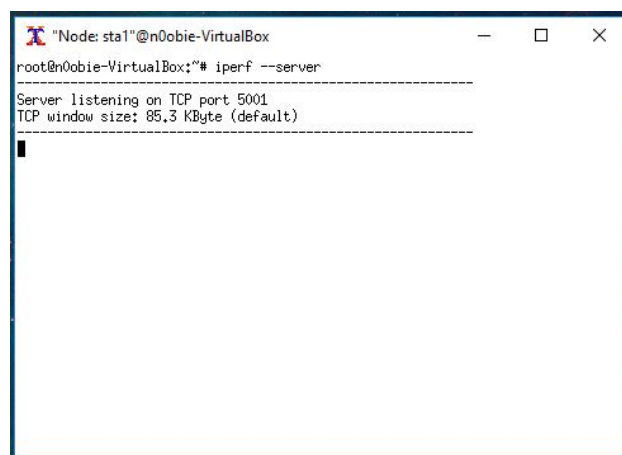 "Node: sta1"@n0obie-VirtualBox
root@n0obie-VirtualBox:~# iperf --server
------------------------------------------------------------
Server listening on TCP port 5001
TCP window size: 85.3 KByte (default)
------------------------------------------------------------